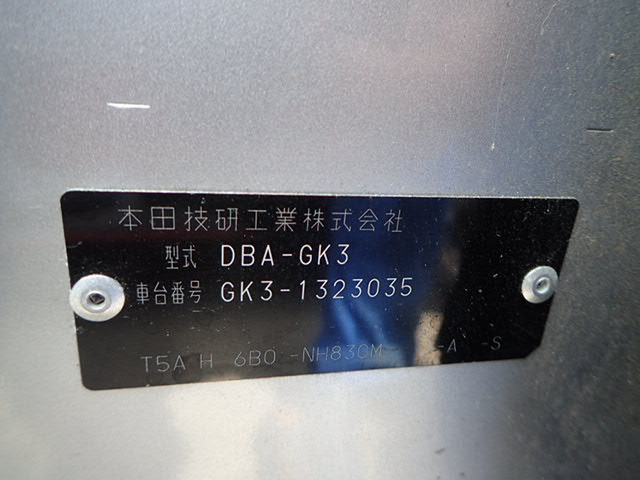 本田技研工業株式会社
型式 DBA-GK3
車台番号 GK3-1323035
T5A H 6B0 -NH83CM- -A -S